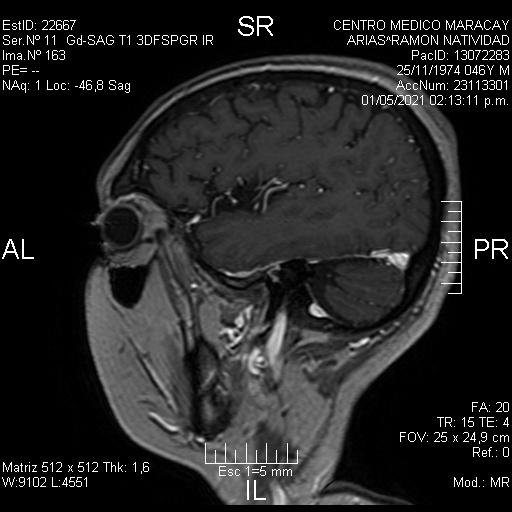 EstID: 22667
Ser.Nº 11 Gd-SAG T1 3DFSPGR IR
Ima.Nº 163
PE= --
NAq: 1 Loc: -46,8 Sag
SR
CENTRO MEDICO MARACAY
ARIAS^RAMON NATIVIDAD
PacID: 13072283
25/11/1974 046Y M
AccNum: 23113301
01/05/2021 02:13:11 p.m.
AL
PR
FA: 20
TR: 15 TE: 4
FOV: 25 x 24,9 cm
Ref.: 0
Matriz 512 x 512 Thk: 1,6
W:9102 L:4551
Esc 1=5 mm
IL
Mod.: MR